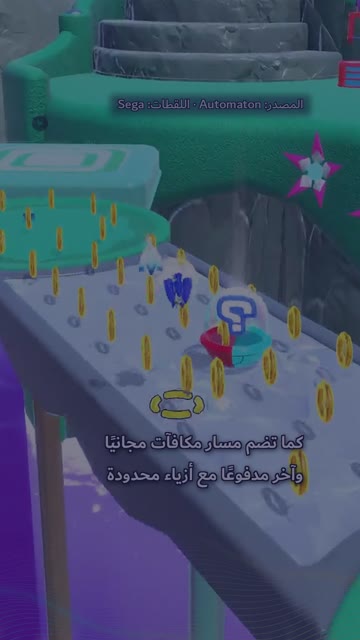 المصدر: Automaton · اللقطات: Sega
كما تضم مسار مكافآت مجانيًا
وآخر مدفوعًا مع أزياء محدودة